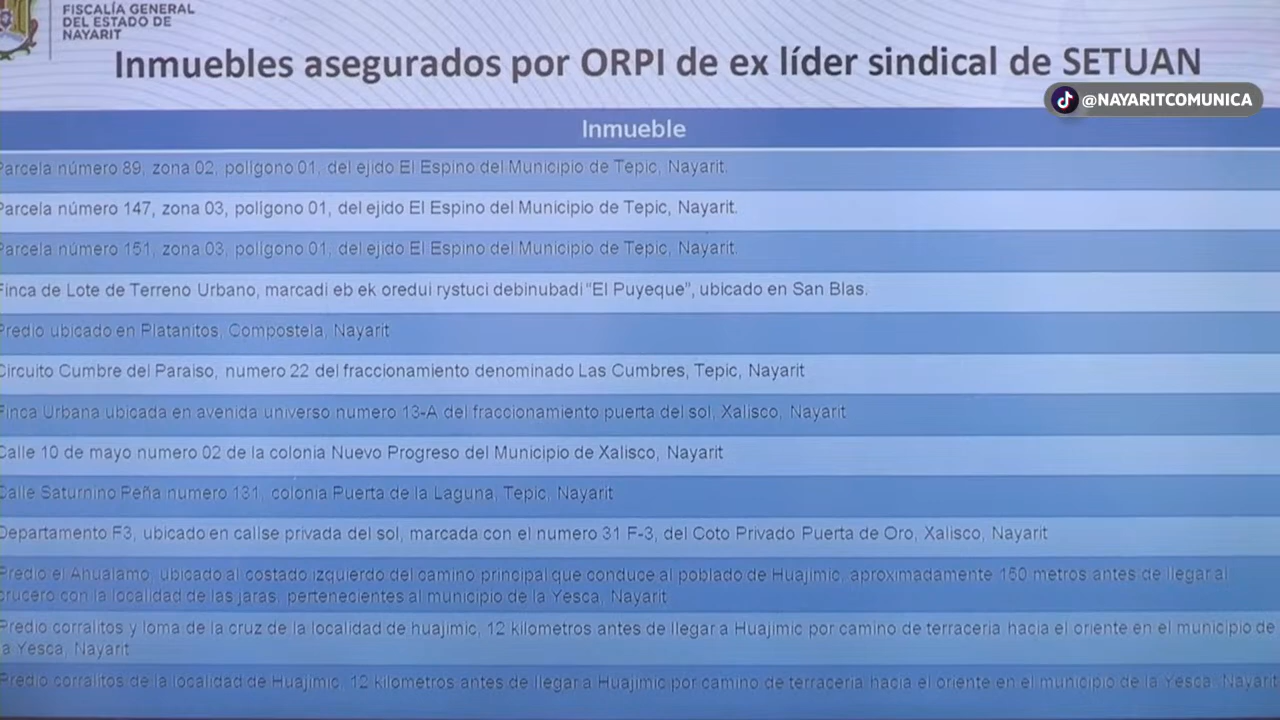 FISCALÍA GENERAL
DEL ESTADO DE
NAYARIT
Inmuebles asegurados por ORPI de ex líder sindical de SETUAN
@NAYARITCOMUNICA
Inmueble
Parcela número 89, zona 02, polígono 01, del ejido El Espino del Municipio de Tepic, Nayarit.
Parcela número 147, zona 03, polígono 01, del ejido El Espino del Municipio de Tepic, Nayarit.
Parcela número 151, zona 03, polígono 01, del ejido El Espino del Municipio de Tepic, Nayarit.
Finca de Lote de Terreno Urbano, marcadi eb ek oredui rystuci debinubadi “El Puyeque”, ubicado en San Blas.
Predio ubicado en Platanitos, Compostela, Nayarit
Circuito Cumbre del Paraiso, numero 22 del fraccionamiento denominado Las Cumbres, Tepic, Nayarit
Finca Urbana ubicada en avenida universo numero 13-A del fraccionamiento puerta del sol, Xalisco, Nayarit
Calle 10 de mayo numero 02 de la colonia Nuevo Progreso del Municipio de Xalisco, Nayarit
Calle Saturnino Peña numero 131, colonia Puerta de la Laguna, Tepic, Nayarit
Departamento F3, ubicado en callse privada del sol, marcada con el numero 31 F-3, del Coto Privado Puerta de Oro, Xalisco, Nayarit
Predio el Ahualamo, ubicado al costado izquierdo del camino principal que conduce al poblado de Huajimic, aproximadamente 150 metros antes de llegar al
crucero con la localidad de las jaras, pertenecientes al municipio de la Yesca, Nayarit
Predio corralitos y loma de la cruz de la localidad de huajimic, 12 kilometros antes de llegar a Huajimic por camino de terraceria hacia el oriente en el municipio de
la Yesca, Nayarit
Predio corralitos de la localidad de Huajimic, 12 kilometros antes de llegar a Huajimic por camino de terraceria hacia el oriente en el municipio de la Yesca, Nayarit